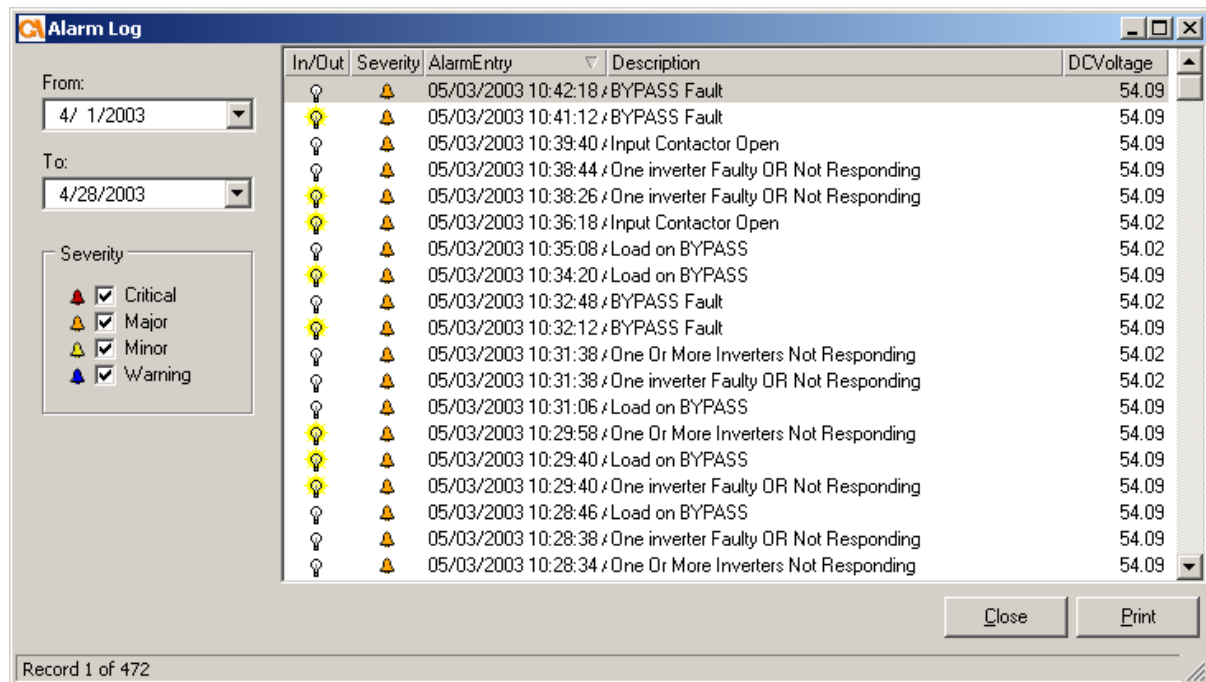 Alarm Log
From:
4/ 1/2003
To:
4/28/2003
Severity
Critical
Major
Minor
Warning
In/Out Severity AlarmEntry Description DCVoltage
05/03/2003 10:42:18 BYPASS Fault 54.09
05/03/2003 10:41:12 BYPASS Fault 54.09
05/03/2003 10:39:40 Input Contactor Open 54.09
05/03/2003 10:38:44 One inverter Faulty OR Not Responding 54.09
05/03/2003 10:38:26 One inverter Faulty OR Not Responding 54.09
05/03/2003 10:36:18 Input Contactor Open 54.02
05/03/2003 10:35:08 Load on BYPASS 54.02
05/03/2003 10:34:20 Load on BYPASS 54.09
05/03/2003 10:32:48 BYPASS Fault 54.02
05/03/2003 10:32:12 BYPASS Fault 54.09
05/03/2003 10:31:38 One Or More Inverters Not Responding 54.02
05/03/2003 10:31:38 One inverter Faulty OR Not Responding 54.02
05/03/2003 10:31:06 Load on BYPASS 54.09
05/03/2003 10:29:58 One Or More Inverters Not Responding 54.09
05/03/2003 10:29:40 Load on BYPASS 54.09
05/03/2003 10:29:40 One inverter Faulty OR Not Responding 54.09
05/03/2003 10:28:46 Load on BYPASS 54.09
05/03/2003 10:28:38 One inverter Faulty OR Not Responding 54.09
05/03/2003 10:28:34 One Or More Inverters Not Responding 54.09
Close Print
Record 1 of 472